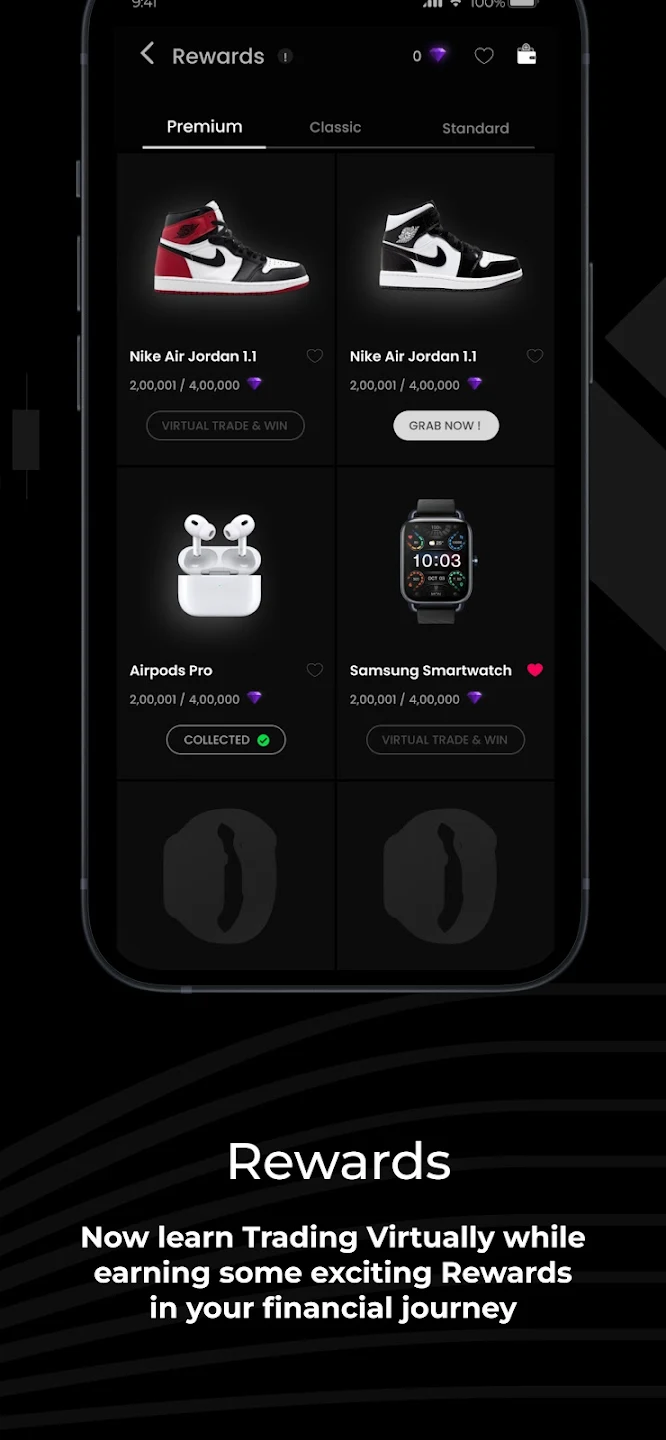 9:41
100%
Rewards !
0
Premium
Classic
Standard
Nike Air Jordan 1.1
2,00,001 / 4,00,000
VIRTUAL TRADE & WIN
Nike Air Jordan 1.1
2,00,001 / 4,00,000
GRAB NOW !
10:03
OCT 03
Airpods Pro
2,00,001 / 4,00,000
COLLECTED
Samsung Smartwatch
2,00,001 / 4,00,000
VIRTUAL TRADE & WIN
Rewards
Now learn Trading Virtually while
earning some exciting Rewards
in your financial journey